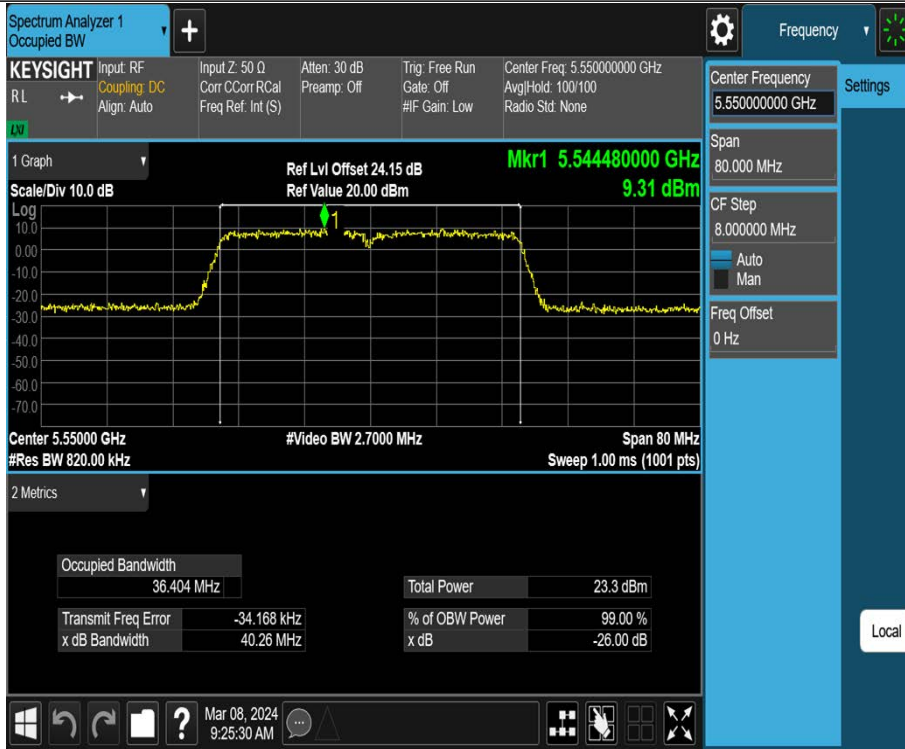 Spectrum Analyzer 1
Occupied BW
Frequency
KEYSIGHT
R L
LXI
Input: RF
Coupling: DC
Align: Auto
Input Z: 50 Ω
Corr CCorr RCal
Freq Ref: Int (S)
Atten: 30 dB
Preamp: Off
Trig: Free Run
Gate: Off
#IF Gain: Low
Center Freq: 5.550000000 GHz
Avg|Hold: 100/100
Radio Std: None
Center Frequency
5.550000000 GHz
Settings
Span
80.000 MHz
CF Step
8.000000 MHz
Auto
Man
Freq Offset
0 Hz
1 Graph
Scale/Div 10.0 dB
Ref Lvl Offset 24.15 dB
Ref Value 20.00 dBm
Mkr1 5.544480000 GHz
9.31 dBm
Log
10.0
0.00
-10.0
-20.0
-30.0
-40.0
-50.0
-60.0
-70.0
1
Center 5.55000 GHz
#Res BW 820.00 kHz
#Video BW 2.7000 MHz
Span 80 MHz
Sweep 1.00 ms (1001 pts)
2 Metrics
Occupied Bandwidth
36.404 MHz
Transmit Freq Error -34.168 kHz
x dB Bandwidth 40.26 MHz
Total Power 23.3 dBm
% of OBW Power 99.00 %
x dB -26.00 dB
Local
?
Mar 08, 2024
9:25:30 AM